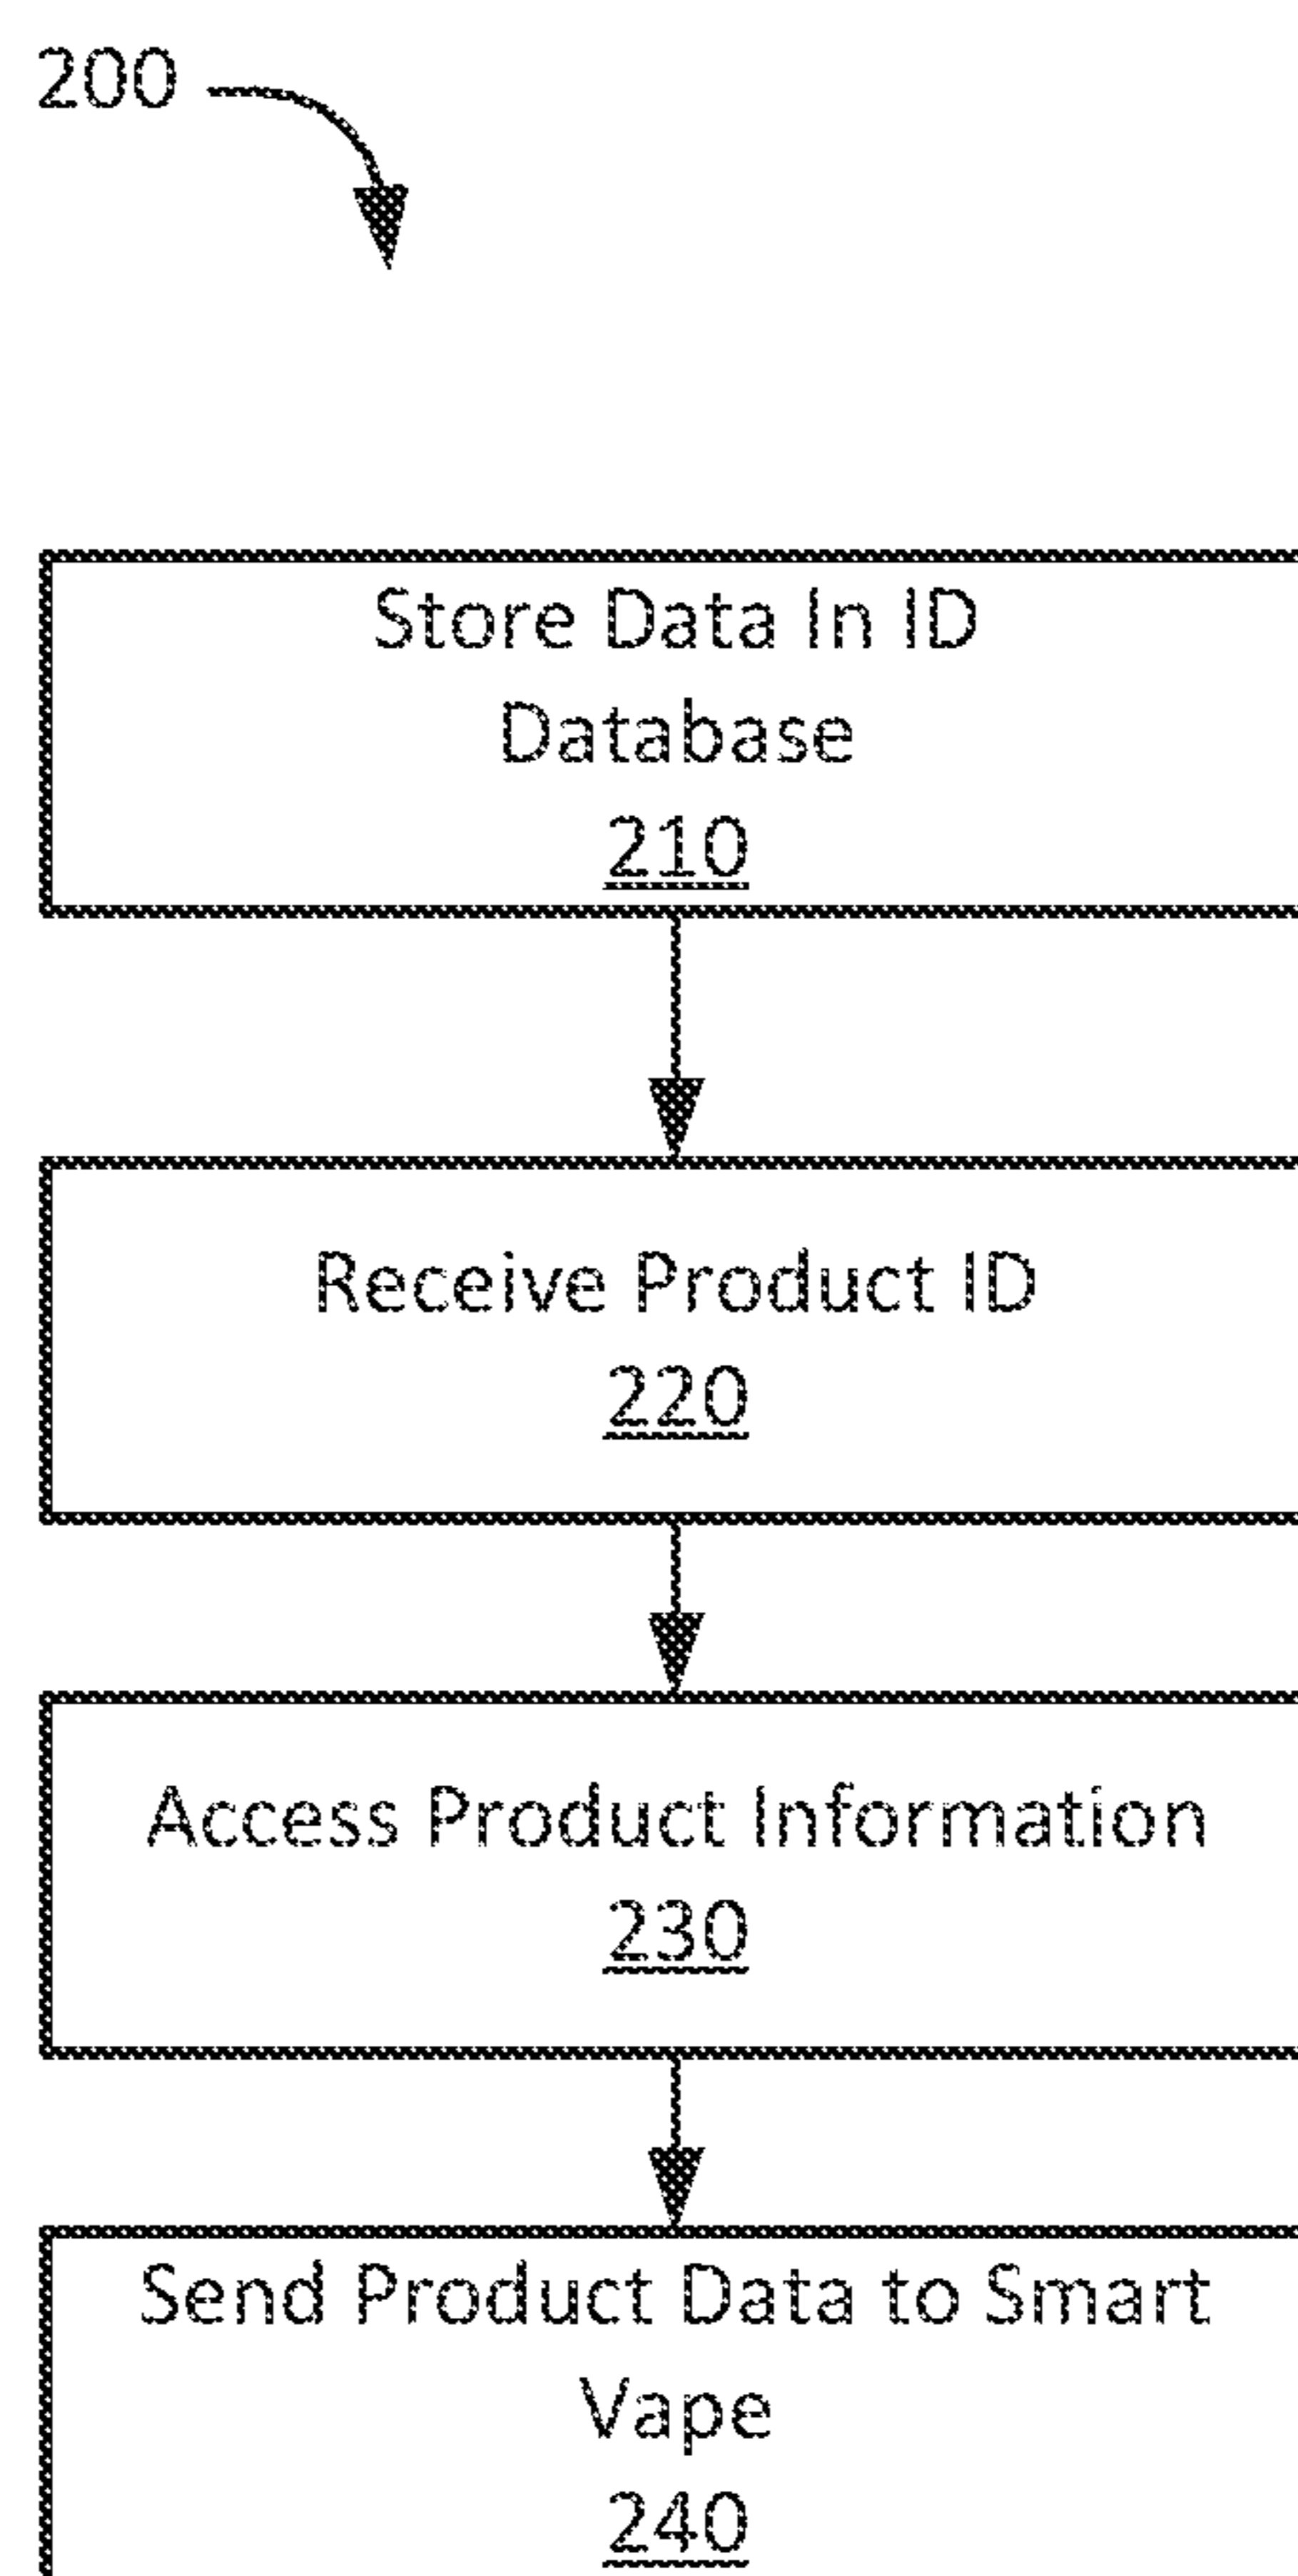 200
Store Data In ID
Database
210
Receive Product ID
220
Access Product Information
230
Send Product Data to Smart
Vape
240